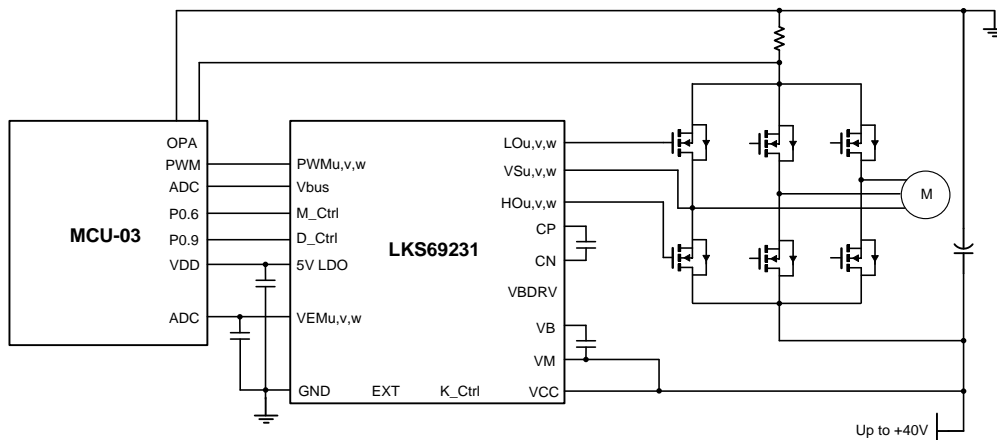 OPA
PWM
ADC
P0.6
P0.9
VDD
ADC
MCU-03
PWMu,v,w
Vbus
M_Ctrl
D_Ctrl
5V LDO
VEMu,v,w
GND
EXT
K_Ctrl
LKS69231
LOu,v,w
VSu,v,w
HOu,v,w
CP
CN
VBDRV
VB
VM
VCC
M
Up to +40V